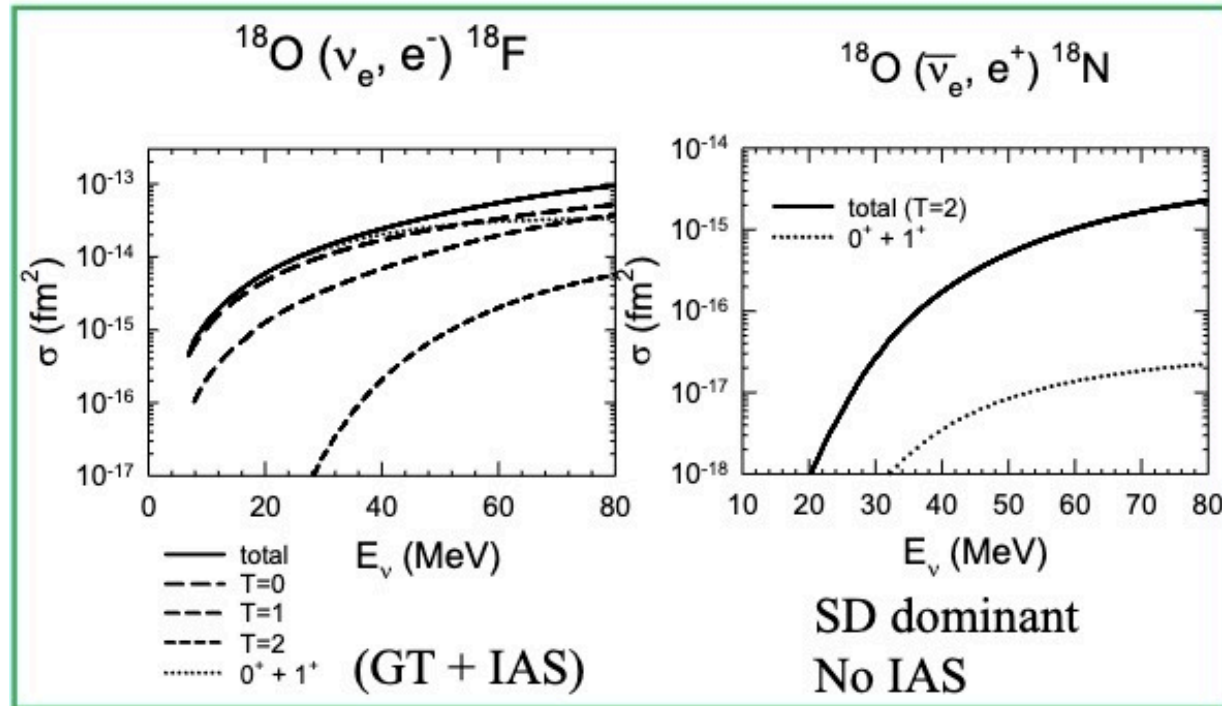 ¹⁸O (νₑ, e⁻) ¹⁸F
10⁻¹³
10⁻¹⁴
10⁻¹⁵
10⁻¹⁶
10⁻¹⁷
σ (fm²)
0 20 40 60 80
E_ν (MeV)
total
T=0
T=1
T=2
0⁺ + 1⁺
(GT + IAS)
¹⁸O (ν̅ₑ, e⁺) ¹⁸N
10⁻¹⁴
10⁻¹⁵
10⁻¹⁶
10⁻¹⁷
10⁻¹⁸
σ (fm²)
total (T=2)
0⁺ + 1⁺
10 20 30 40 50 60 70 80
E_ν (MeV)
SD dominant
No IAS